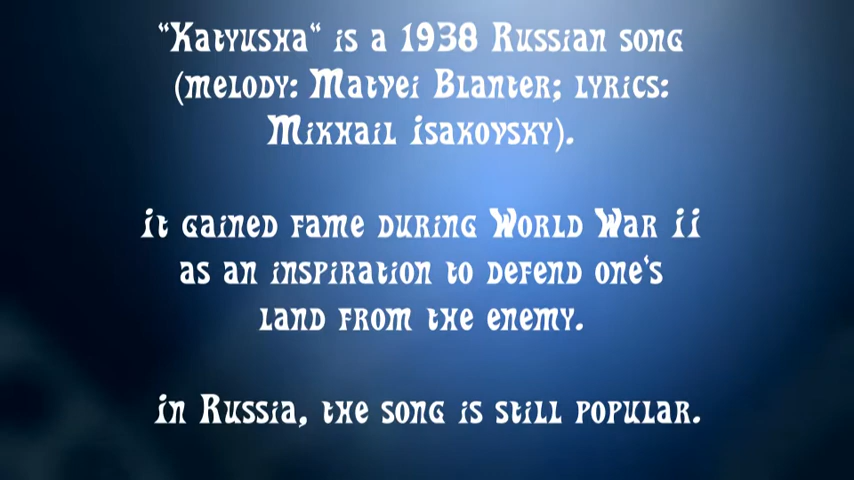 "Katyusha" is a 1938 Russian song
(melody: Matvei Blanter; lyrics:
Mikhail Isakovsky).
it gained fame during World War II
as an inspiration to defend one's
land from the enemy.
in Russia, the song is still popular.